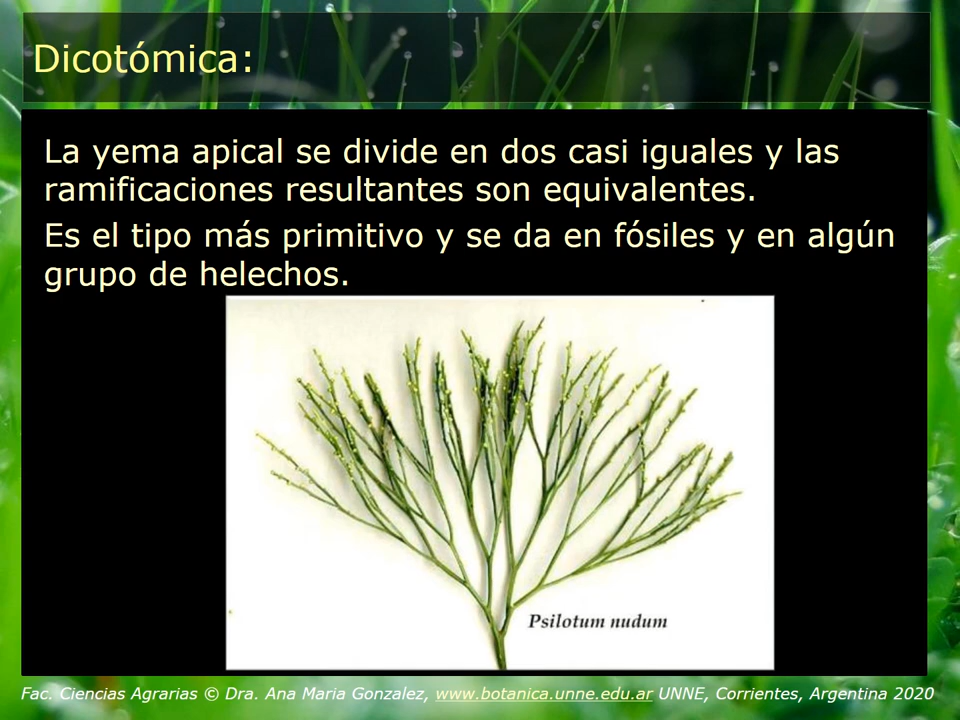 Dicotómica:
La yema apical se divide en dos casi iguales y las
ramificaciones resultantes son equivalentes.
Es el tipo más primitivo y se da en fósiles y en algún
grupo de helechos.
Psilotum nudum
Fac. Ciencias Agrarias © Dra. Ana Maria Gonzalez, www.botanica.unne.edu.ar UNNE, Corrientes, Argentina 2020